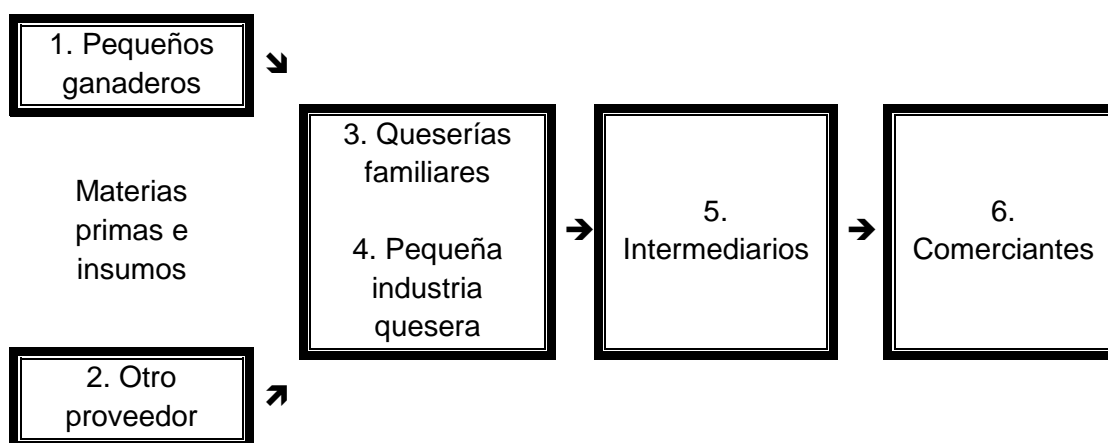 1. Pequeños
ganaderos
Materias
primas e
insumos
2. Otro
proveedor
3. Queserías
familiares
4. Pequeña
industria
quesera
5.
Intermediarios
6.
Comerciantes